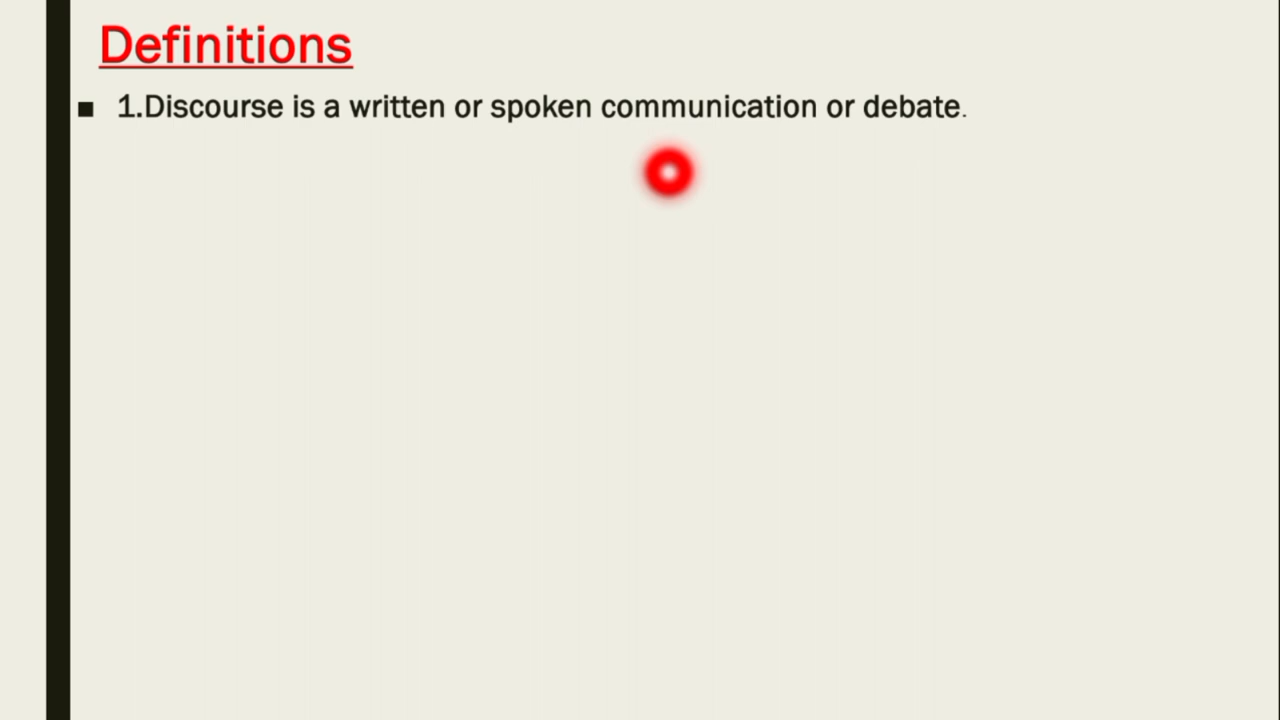 Definitions
1.Discourse is a written or spoken communication or debate.